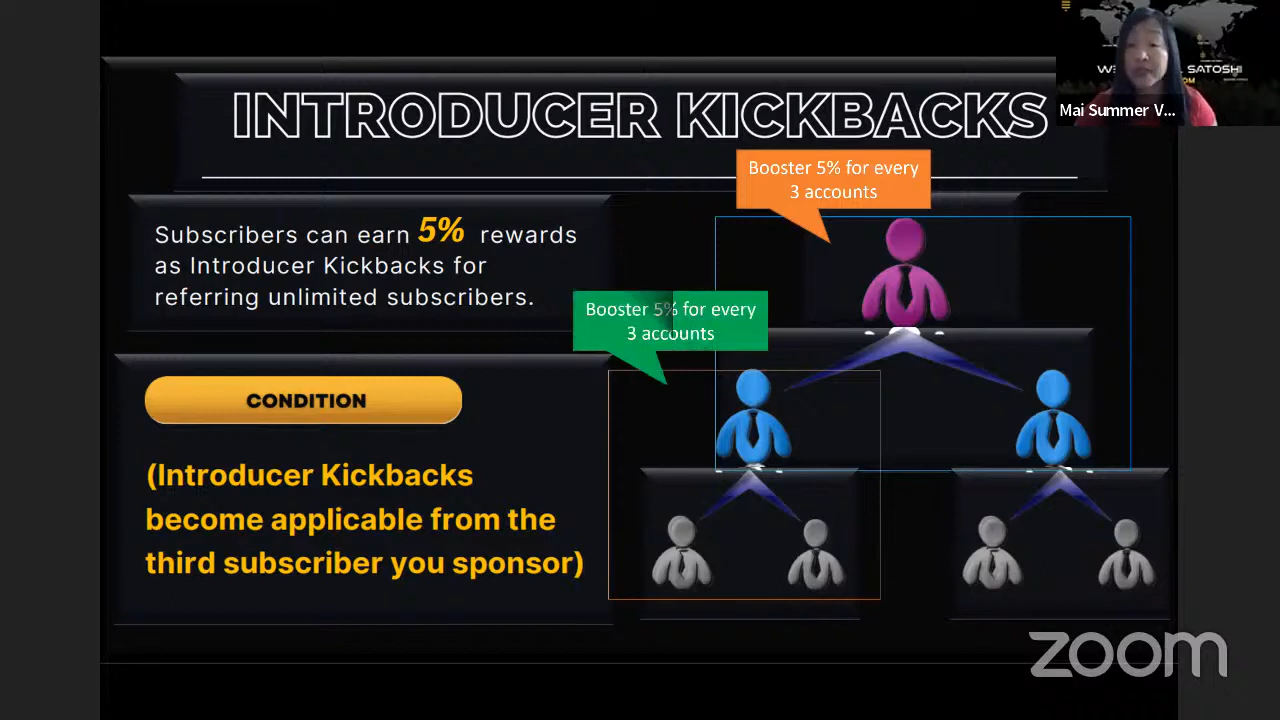 INTRODUCER KICKBACKS
SATOSHI
Mai Summer V...
Booster 5% for every
3 accounts
Subscribers can earn 5% rewards
as Introducer Kickbacks for
referring unlimited subscribers.
Booster 5% for every
3 accounts
CONDITION
(Introducer Kickbacks
become applicable from the
third subscriber you sponsor)
zoom